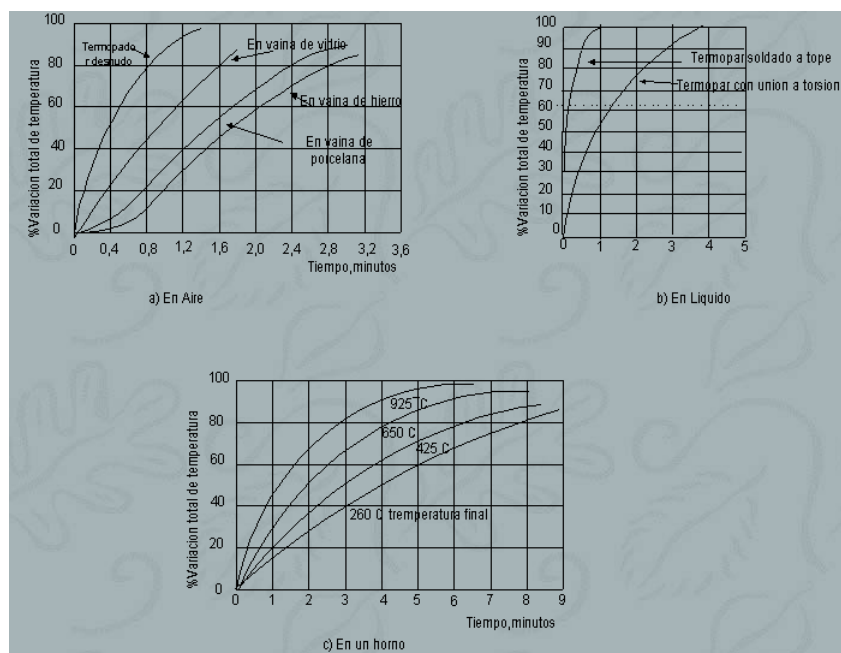 %Variacion total de temperatura
100
80
60
40
20
0
Termopado
r desnudo
En vaina de vidrio
En vaina de hierro
En vaina de
porcelana
0 0,4 0,8 1,2 1,6 2,0 2,4 2,8 3,2 3,6
Tiempo,minutos
a) En Aire
%Variacion total de temperatura
100
90
80
70
60
50
40
30
20
10
0
Termopar soldado a tope
Termopar con union a torsion
0 1 2 3 4 5
b) En Liquido
%Variacion total de temperatura
100
80
60
40
20
0
925 C
650 C
425 C
260 C tremperatura final
0 1 2 3 4 5 6 7 8 9
Tiempo,minutos
c) En un horno